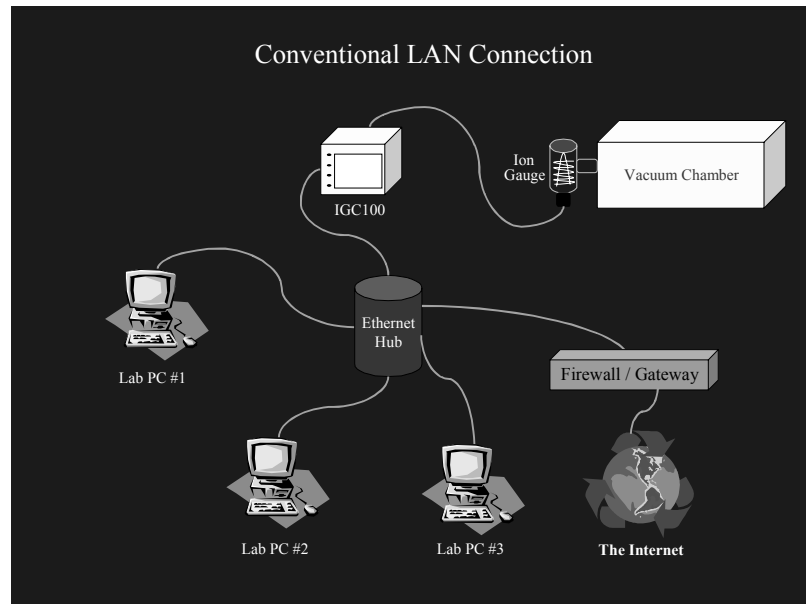 Conventional LAN Connection
Ion
Gauge
Vacuum Chamber
IGC100
Ethernet
Hub
Lab PC #1
Firewall / Gateway
Lab PC #2
Lab PC #3
The Internet